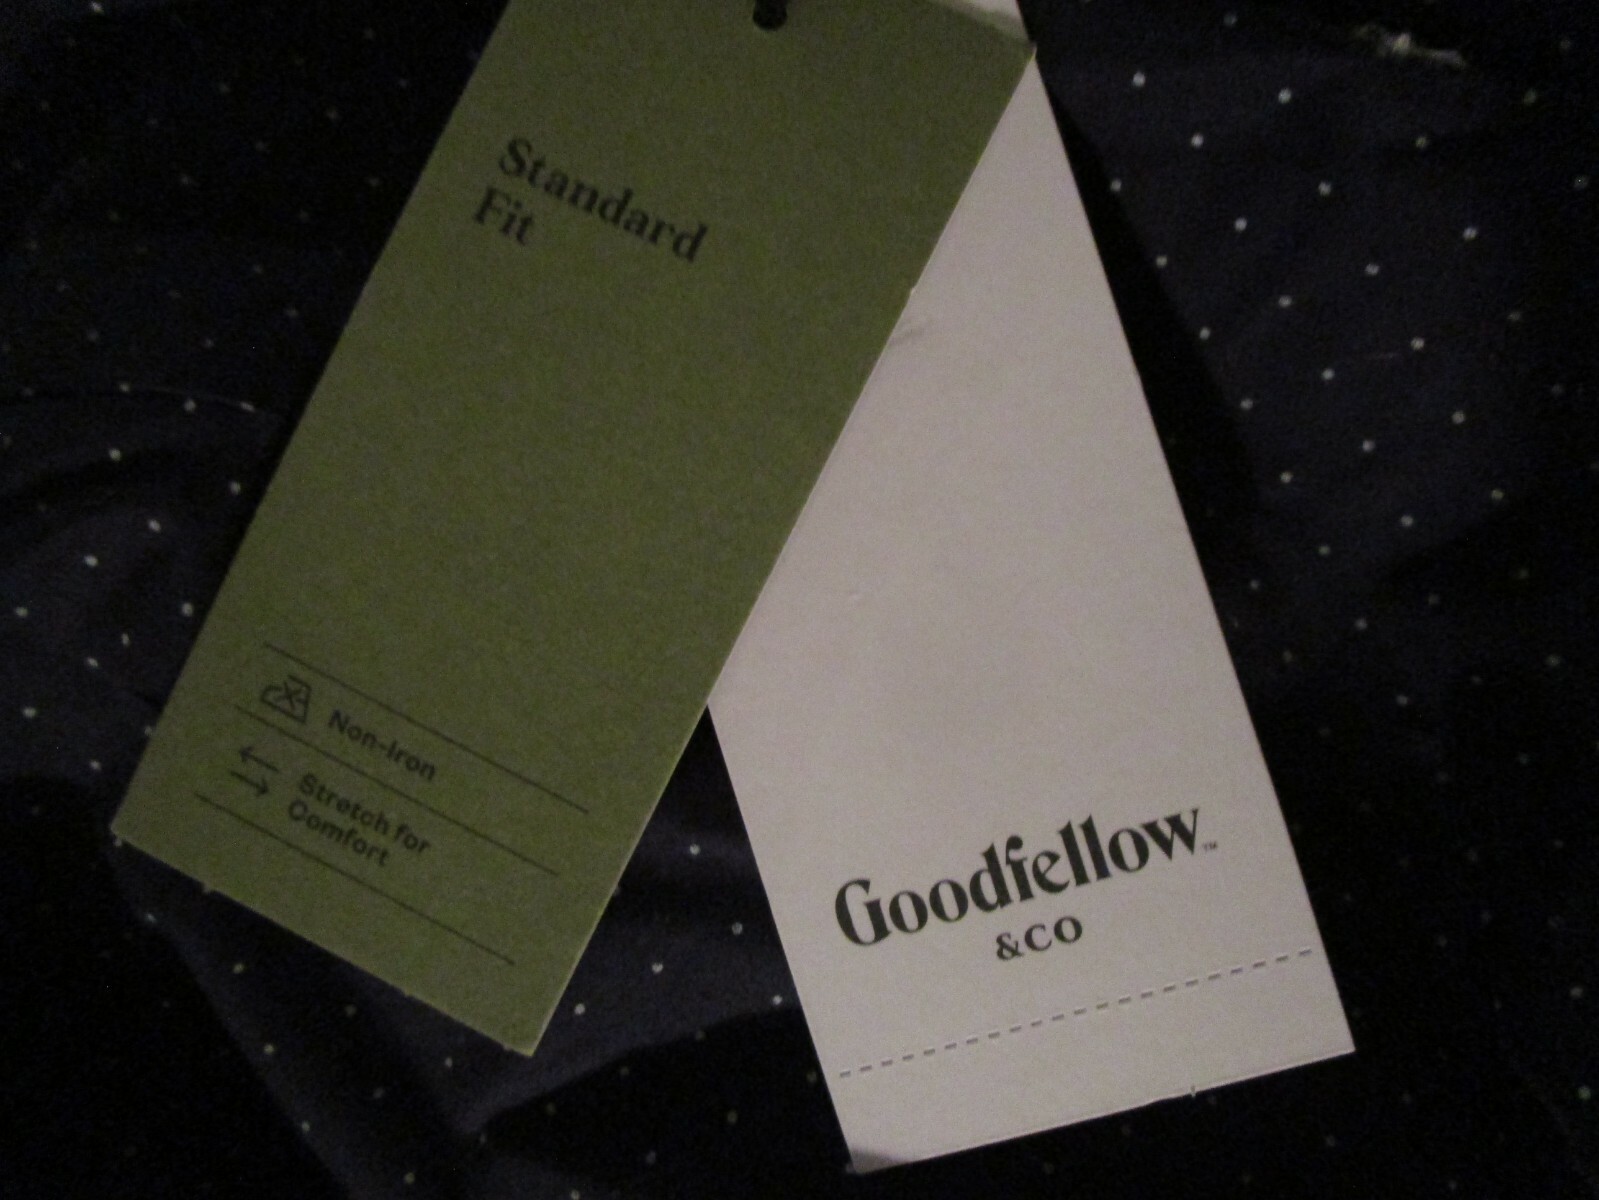 Standard
Fit
Non-Iron
Stretch for
Comfort
Goodfellow™
&CO